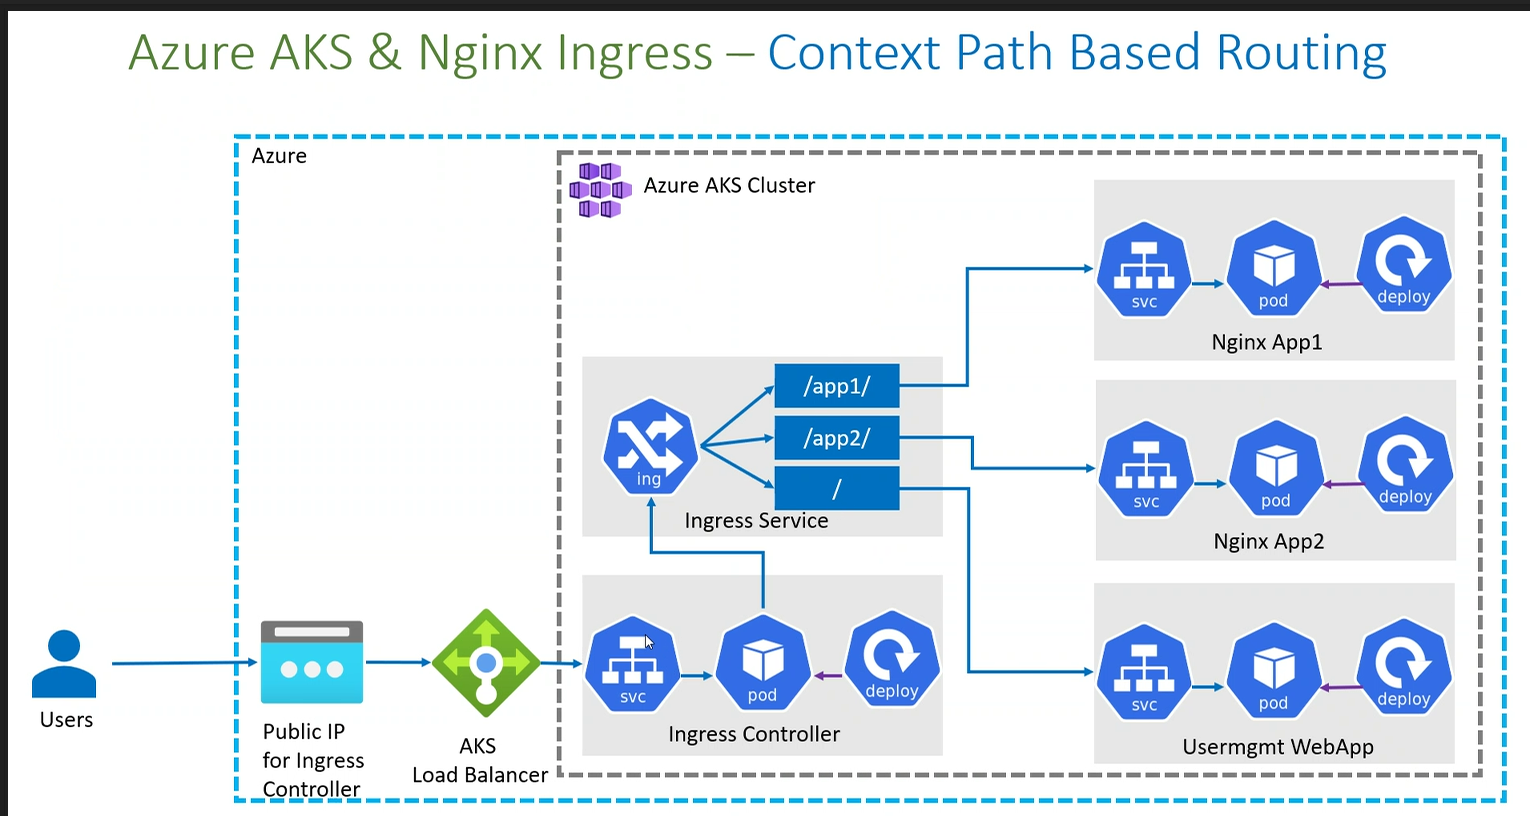 Azure AKS & Nginx Ingress – Context Path Based Routing
Azure
Azure AKS Cluster
svc
pod
deploy
Nginx App1
/app1/
/app2/
/
ing
Ingress Service
svc
pod
deploy
Nginx App2
Users
Public IP
for Ingress
Controller
AKS
Load Balancer
svc
pod
deploy
Ingress Controller
svc
pod
deploy
Usermgmt WebApp